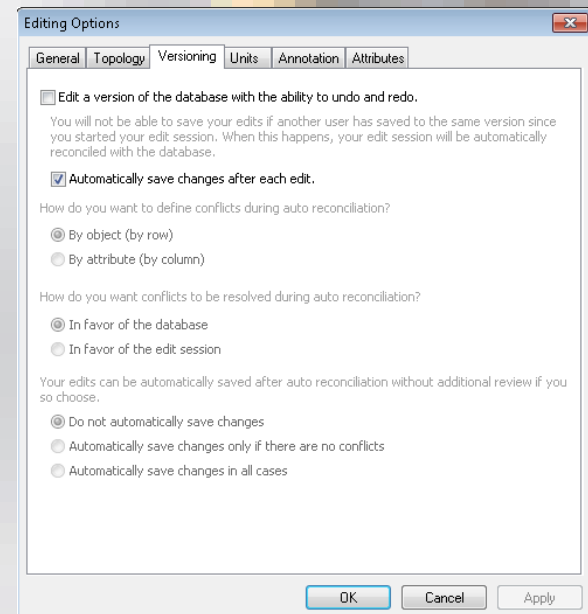 Editing Options
General Topology Versioning Units Annotation Attributes
Edit a version of the database with the ability to undo and redo.
You will not be able to save your edits if another user has saved to the same version since
you started your edit session. When this happens, your edit session will be automatically
reconciled with the database.
Automatically save changes after each edit.
How do you want to define conflicts during auto reconciliation?
By object (by row)
By attribute (by column)
How do you want conflicts to be resolved during auto reconciliation?
In favor of the database
In favor of the edit session
Your edits can be automatically saved after auto reconciliation without additional review if you
so choose.
Do not automatically save changes
Automatically save changes only if there are no conflicts
Automatically save changes in all cases
OK Cancel Apply